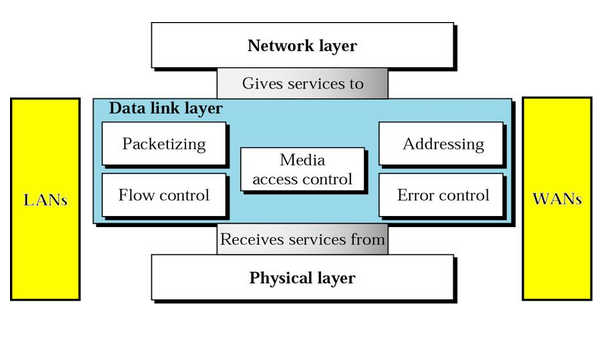 Network layer
Gives services to
Data link layer
Packetizing
Addressing
Media
access control
Flow control
Error control
LANs
WANs
Receives services from
Physical layer